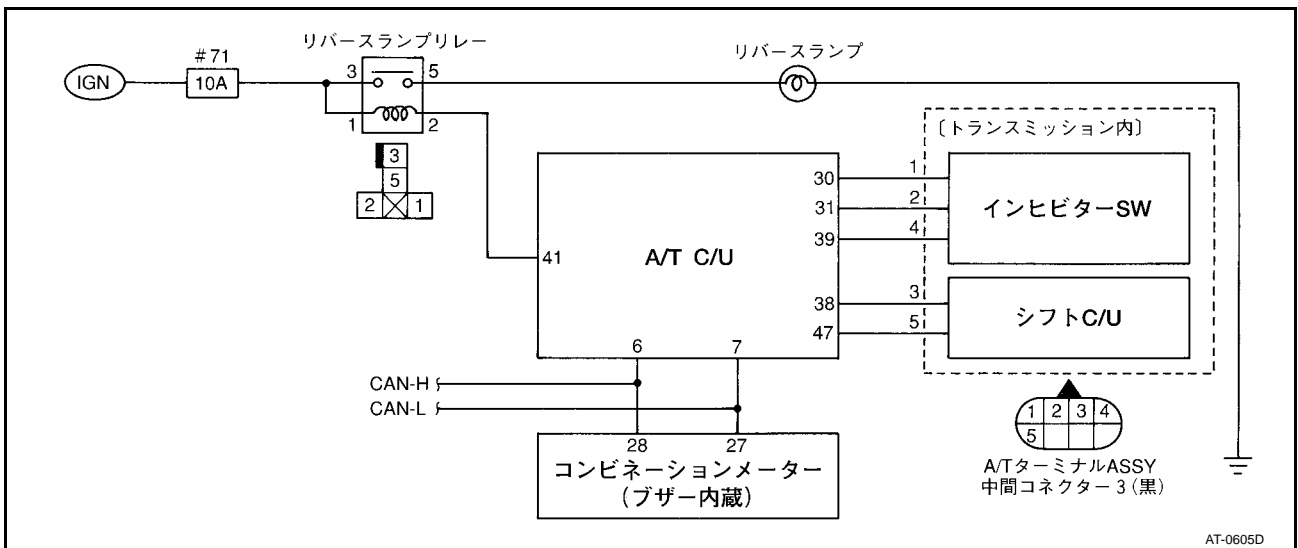 リバースランプリレー
#71
リバースランプ
IGN
10A
3
5
1
2
3
5
2
1
〔トランスミッション内〕
30
1
31
2
39
4
インヒビターSW
A/T C/U
41
38
3
47
5
シフトC/U
6
7
CAN-H
CAN-L
28
27
コンビネーションメーター
(ブザー内蔵)
1 2 3 4
5
A/TターミナルASSY
中間コネクター3(黒)
AT-0605D